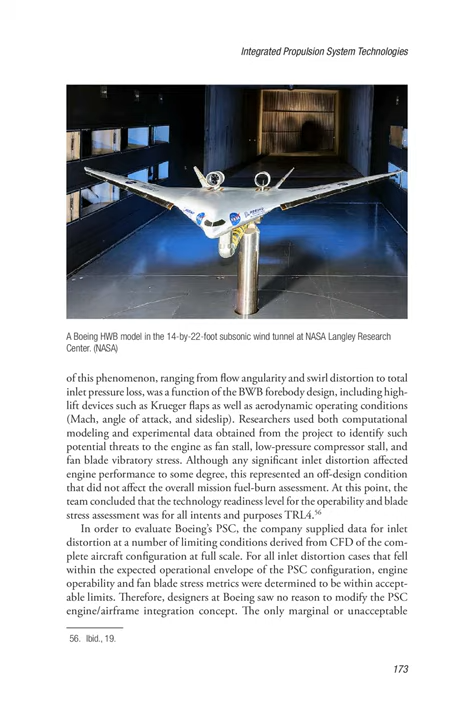 Integrated Propulsion System Technologies
A Boeing HWB model in the 14-by-22-foot subsonic wind tunnel at NASA Langley Research
Center. (NASA)
of this phenomenon, ranging from flow angularity and swirl distortion to total
inlet pressure loss, was a function of the BWB forebody design, including high-
lift devices such as Krueger flaps as well as aerodynamic operating conditions
(Mach, angle of attack, and sideslip). Researchers used both computational
modeling and experimental data obtained from the project to identify such
potential threats to the engine as fan stall, low-pressure compressor stall, and
fan blade vibratory stress. Although any significant inlet distortion affected
engine performance to some degree, this represented an off-design condition
that did not affect the overall mission fuel-burn assessment. At this point, the
team concluded that the technology readiness level for the operability and blade
stress assessment was for all intents and purposes TRL4.56
In order to evaluate Boeing's PSC, the company supplied data for inlet
distortion at a number of limiting conditions derived from CFD of the com-
plete aircraft configuration at full scale. For all inlet distortion cases that fell
within the expected operational envelope of the PSC configuration, engine
operability and fan blade stress metrics were determined to be within accept-
able limits. Therefore, designers at Boeing saw no reason to modify the PSC
engine/airframe integration concept. The only marginal or unacceptable
56. Ibid., 19.
173